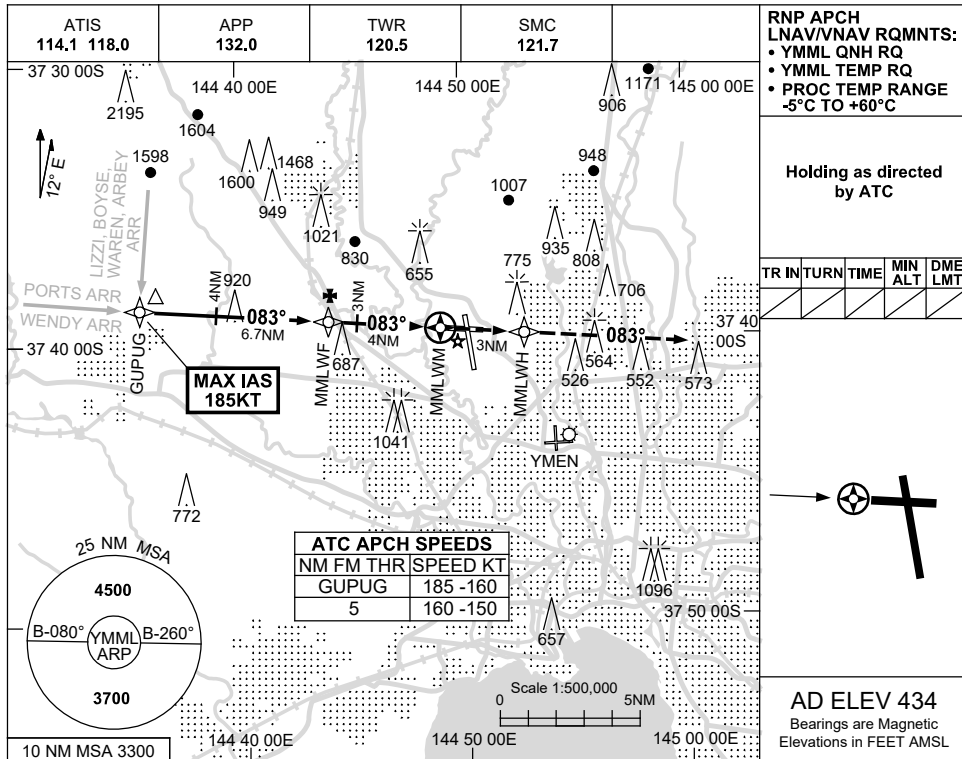 ATIS
114.1 118.0
APP
132.0
TWR
120.5
SMC
121.7
RNP APCH
LNAV/VNAV RQMNTS:
• YMML QNH RQ
• YMML TEMP RQ
• PROC TEMP RANGE
-5°C TO +60°C
Holding as directed
by ATC
TR IN TURN TIME MIN ALT DME LMT
37 30 00S
144 40 00E
144 50 00E
145 00 00E
1171
906
2195
1604
12° E
1598
1468
1600
949
1021
830
655
1007
948
935
808
775
706
LIZZI, BOYSE,
WAREN, ARBEY
ARR
PORTS ARR
WENDY ARR
4NM
920
083°
6.7NM
3NM
083°
4NM
3NM
083°
37 40
00S
37 40 00S
GUPUG
MMLWF
MMLWM
MMLWH
687
564
526
552
573
MAX IAS
185KT
1041
YMEN
772
ATC APCH SPEEDS
NM FM THR SPEED KT
GUPUG 185 -160
5 160 -150
1096
657
37 50 00S
25 NM MSA
4500
B-080°
YMML
ARP
B-260°
3700
10 NM MSA 3300
Scale 1:500,000
0 5NM
144 40 00E
144 50 00E
145 00 00E
AD ELEV 434
Bearings are Magnetic
Elevations in FEET AMSL